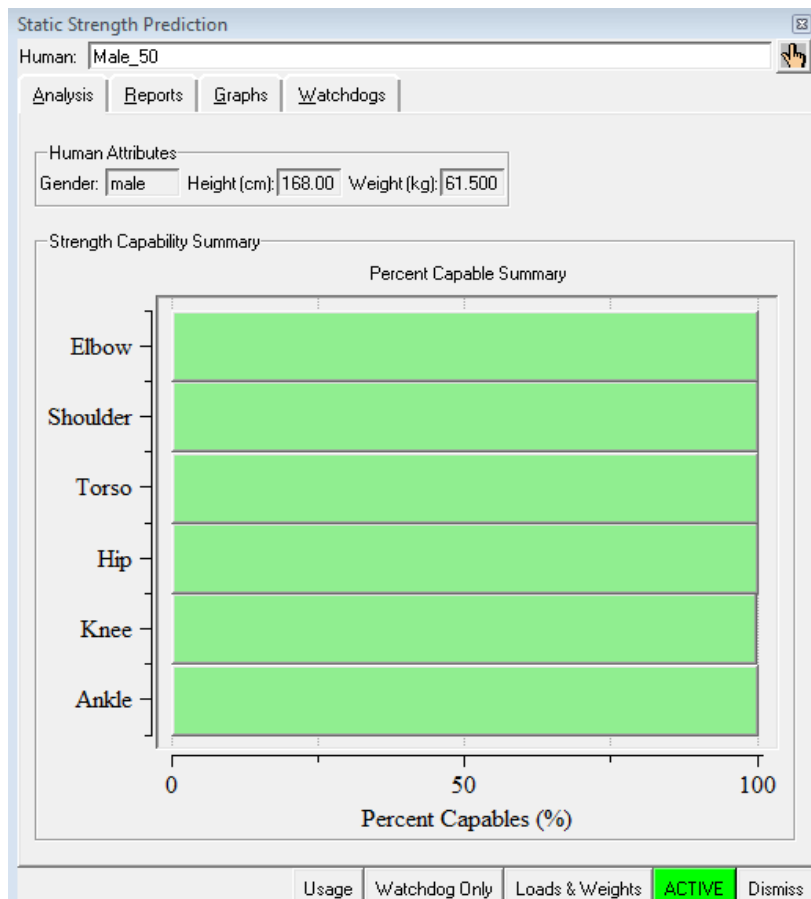 Static Strength Prediction
Human: Male_50
Analysis Reports Graphs Watchdogs
Human Attributes
Gender: male Height (cm): 168.00 Weight (kg): 61.500
Strength Capability Summary
Percent Capable Summary
Elbow
Shoulder
Torso
Hip
Knee
Ankle
0 50 100
Percent Capables (%)
Usage Watchdog Only Loads & Weights ACTIVE Dismiss